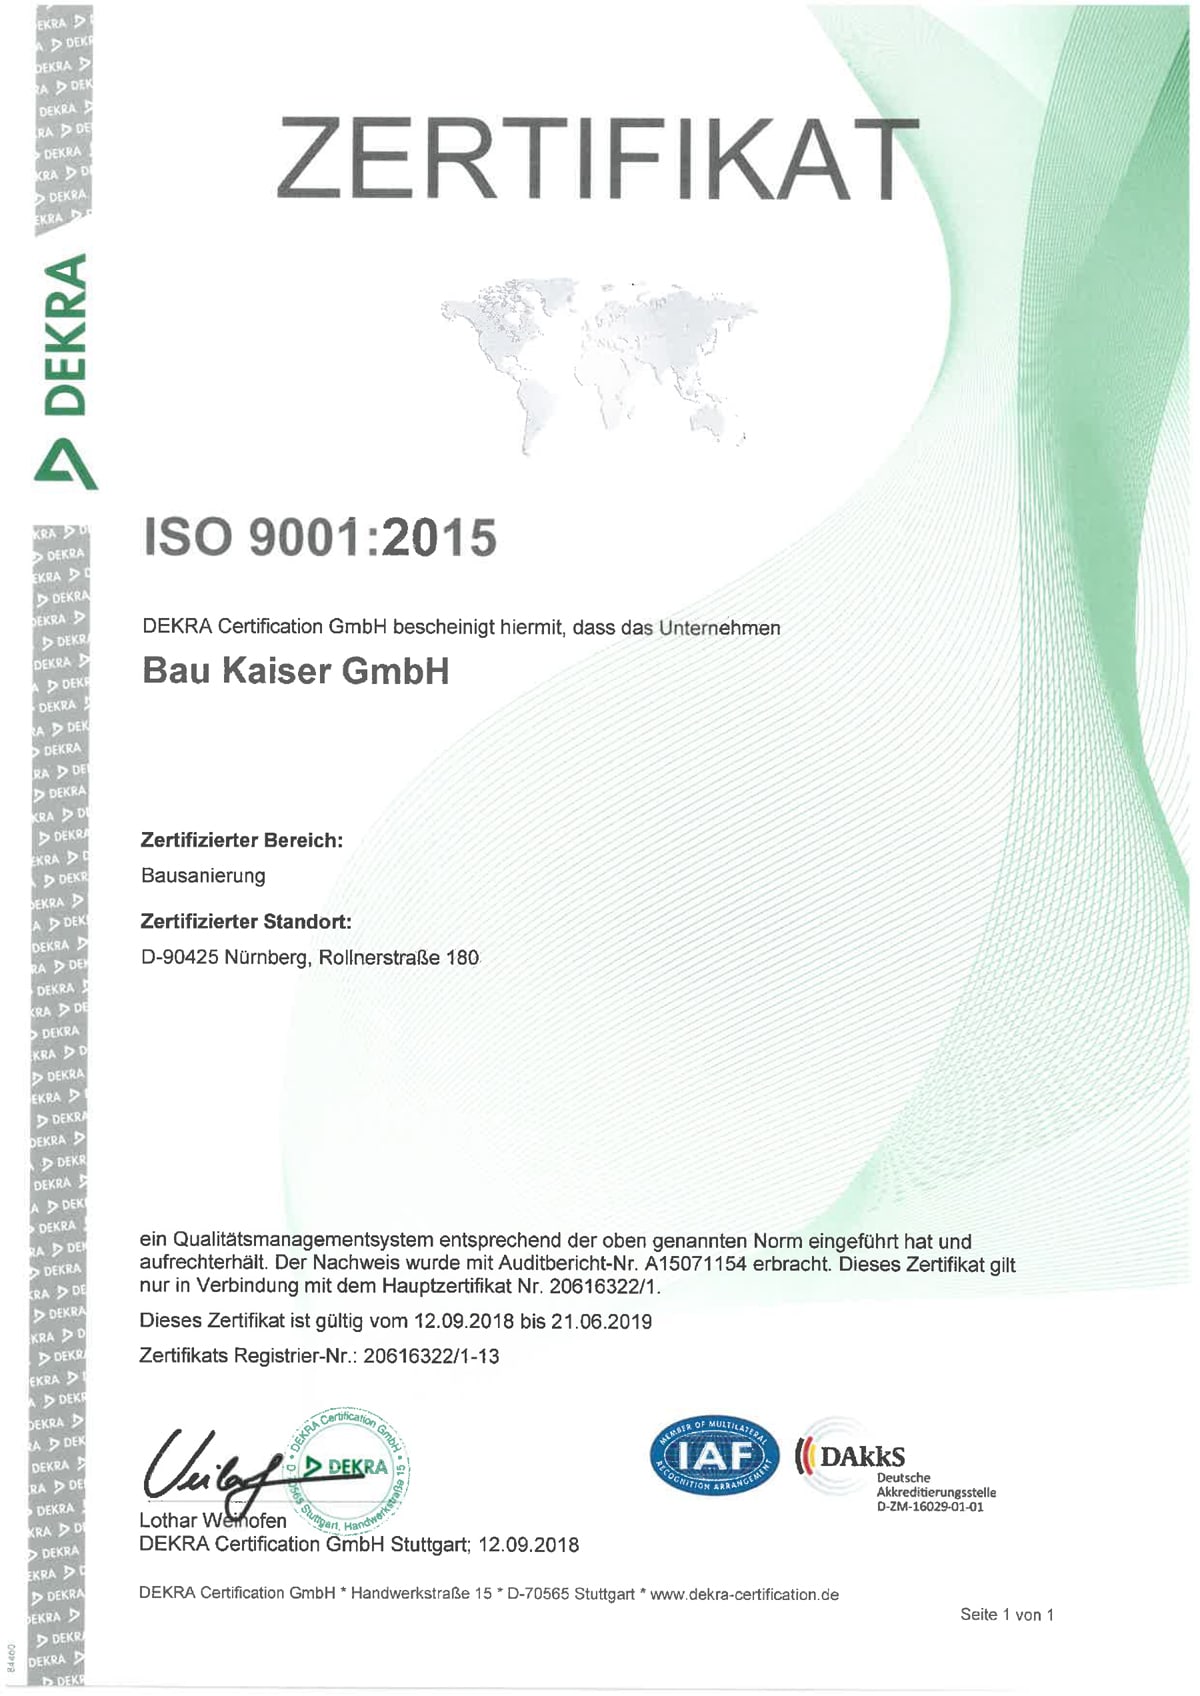 ZERTIFIKAT
DEKRA
ISO 9001:2015
DEKRA Certification GmbH bescheinigt hiermit, dass das Unternehmen
Bau Kaiser GmbH
Zertifizierter Bereich:
Bausanierung
Zertifizierter Standort:
D-90425 Nürnberg, Rollnerstraße 180
ein Qualitätsmanagementsystem entsprechend der oben genannten Norm eingeführt hat und
aufrechterhält. Der Nachweis wurde mit Auditbericht-Nr. A15071154 erbracht. Dieses Zertifikat gilt
nur in Verbindung mit dem Hauptzertifikat Nr. 20616322/1.
Dieses Zertifikat ist gültig vom 12.09.2018 bis 21.06.2019
Zertifikats Registrier-Nr.: 20616322/1-13
DEKRA Certification GmbH * D-70565 Stuttgart, Handwerkstraße 15 *
DEKRA
Lothar Weihofen
DEKRA Certification GmbH Stuttgart; 12.09.2018
MEMBER OF MULTILATERAL
IAF
RECOGNITION ARRANGEMENT
DAkkS
Deutsche
Akkreditierungsstelle
D-ZM-16029-01-01
DEKRA Certification GmbH * Handwerkstraße 15 * D-70565 Stuttgart * www.dekra-certification.de
Seite 1 von 1